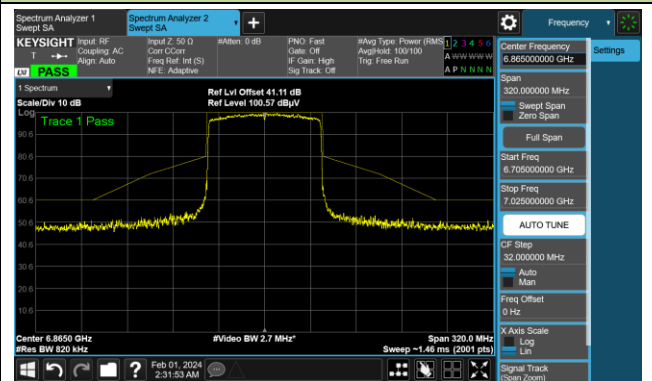 Spectrum Analyzer 1
Swept SA
Spectrum Analyzer 2
Swept SA
Frequency
KEYSIGHT
Input: RF
Coupling: AC
Align: Auto
Input Z: 50 Ω
Corr CCorr
Freq Ref: Int (S)
NFE: Adaptive
#Atten: 0 dB
PNO: Fast
Gate: Off
IF Gain: High
Sig Track: Off
#Avg Type: Power (RMS
Avg|Hold: 100/100
Trig: Free Run
1 2 3 4 5 6
A W W W W W
A P N N N N
T
LXI
PASS
1 Spectrum
Scale/Div 10 dB
Ref Lvl Offset 41.11 dB
Ref Level 100.57 dBµV
Log
Trace 1 Pass
90.6
80.6
70.6
60.6
50.6
40.6
30.6
20.6
10.6
Center 6.8650 GHz
#Res BW 820 kHz
#Video BW 2.7 MHz*
Span 320.0 MHz
Sweep ~1.46 ms (2001 pts)
Center Frequency
6.865000000 GHz
Settings
Span
320.000000 MHz
Swept Span
Zero Span
Full Span
Start Freq
6.705000000 GHz
Stop Freq
7.025000000 GHz
AUTO TUNE
CF Step
32.000000 MHz
Auto
Man
Freq Offset
0 Hz
X Axis Scale
Log
Lin
Signal Track
(Span Zoom)
Feb 01, 2024
2:31:53 AM